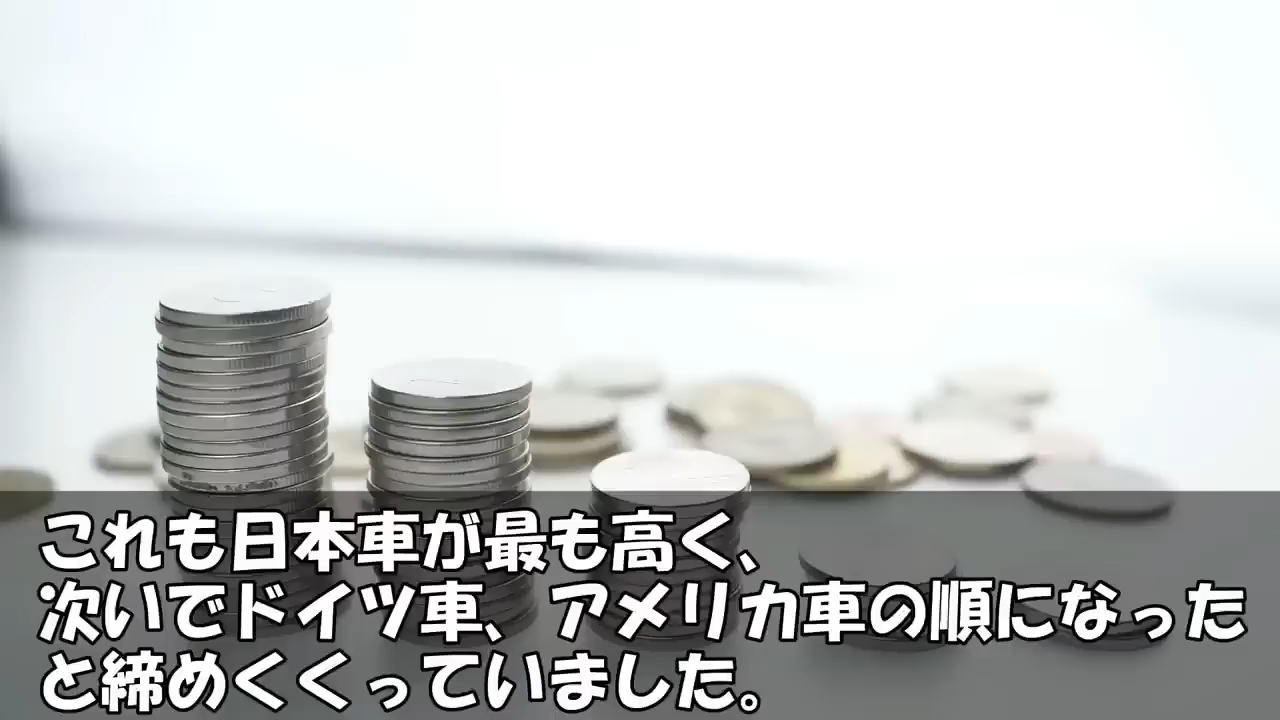 これも日本車が最も高く、
次いでドイツ車、アメリカ車の順になった
と締めくくっていました。